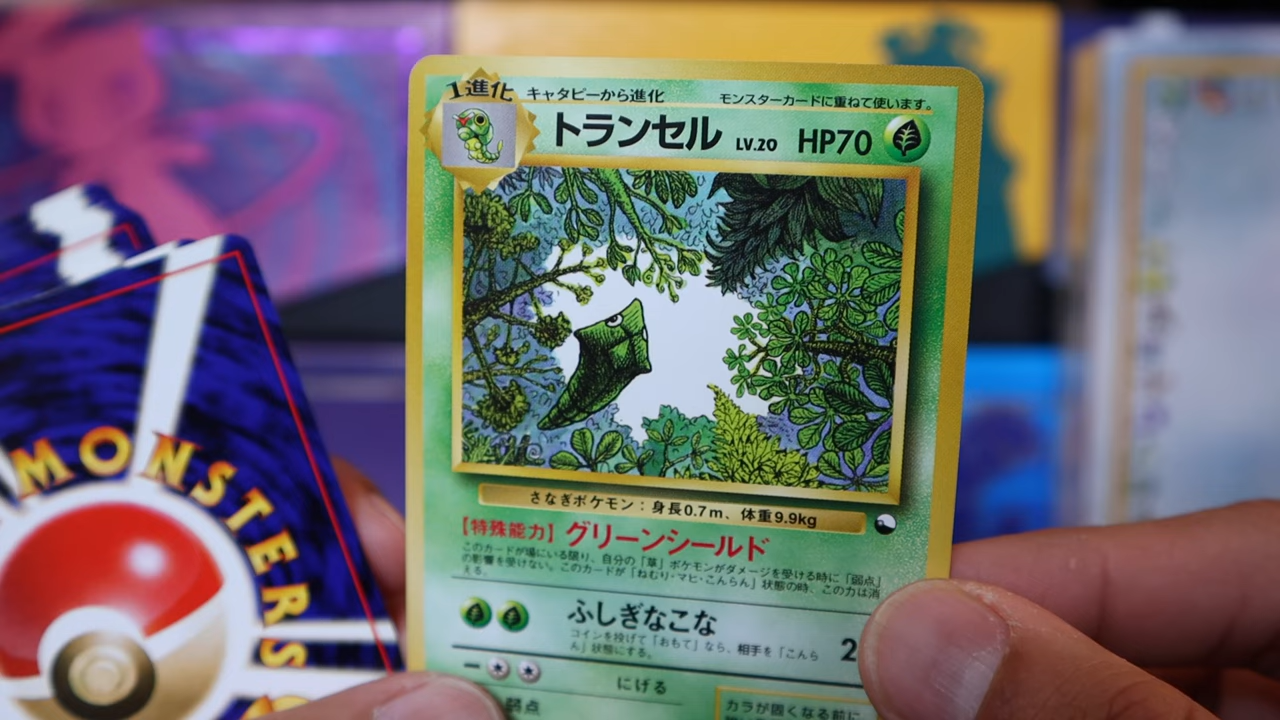 1進化 キャタピーから進化 モンスターカードに重ねて使います。
トランセル LV.20 HP70
さなぎポケモン:身長0.7m、体重9.9kg
【特殊能力】グリーンシールド
このカードが場にいる限り、自分の「草」ポケモンがダメージを受ける時に「弱点」
の影響を受けない。このカードが「ねむり・マヒ・こんらん」状態の時、この力は消
える。
ふしぎなこな 2
コインを投げて「おもて」なら、相手を「こんら
ん」状態にする。
ー にげる
弱点
カラが固くなる前に
MONSTERS